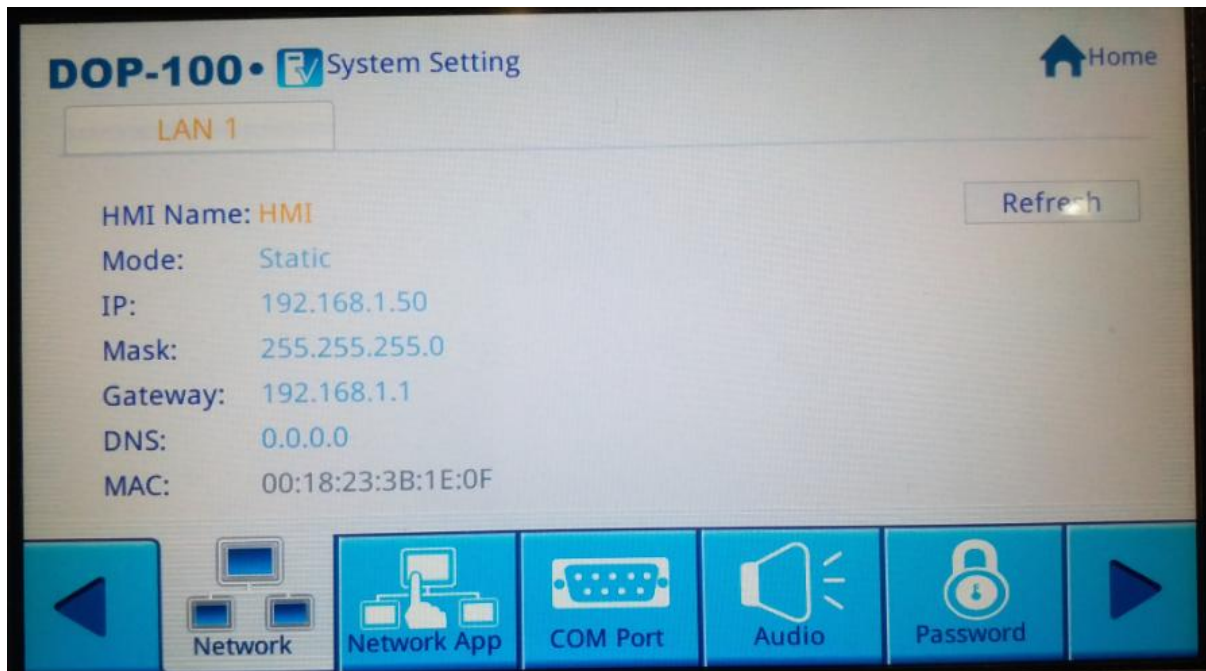 DOP-100• System Setting
Home
LAN 1
Refresh
HMI Name: HMI
Mode: Static
IP: 192.168.1.50
Mask: 255.255.255.0
Gateway: 192.168.1.1
DNS: 0.0.0.0
MAC: 00:18:23:3B:1E:0F
Network
Network App
COM Port
Audio
Password